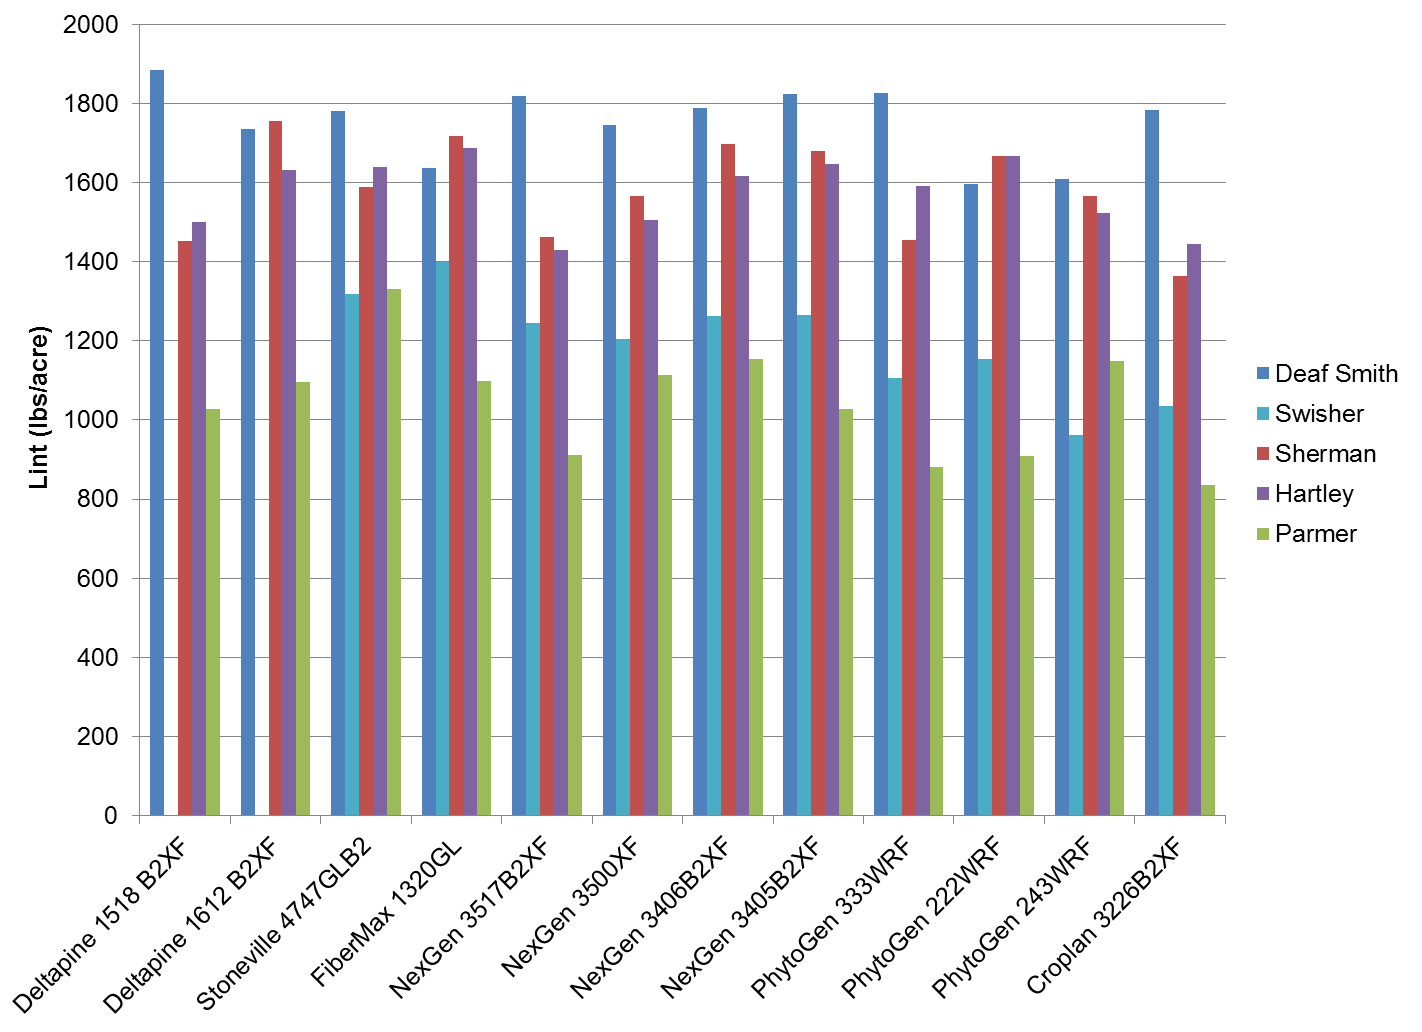 2000
1800
1600
1400
1200
1000
800
600
400
200
0
Lint (lbs/acre)
Deltapine 1518 B2XF
Deltapine 1612 B2XF
Stoneville 4747GLB2
FiberMax 1320GL
NexGen 3517B2XF
NexGen 3500XF
NexGen 3406B2XF
NexGen 3405B2XF
PhytoGen 333WRF
PhytoGen 222WRF
PhytoGen 243WRF
Croplan 3226B2XF
Deaf Smith
Swisher
Sherman
Hartley
Parmer